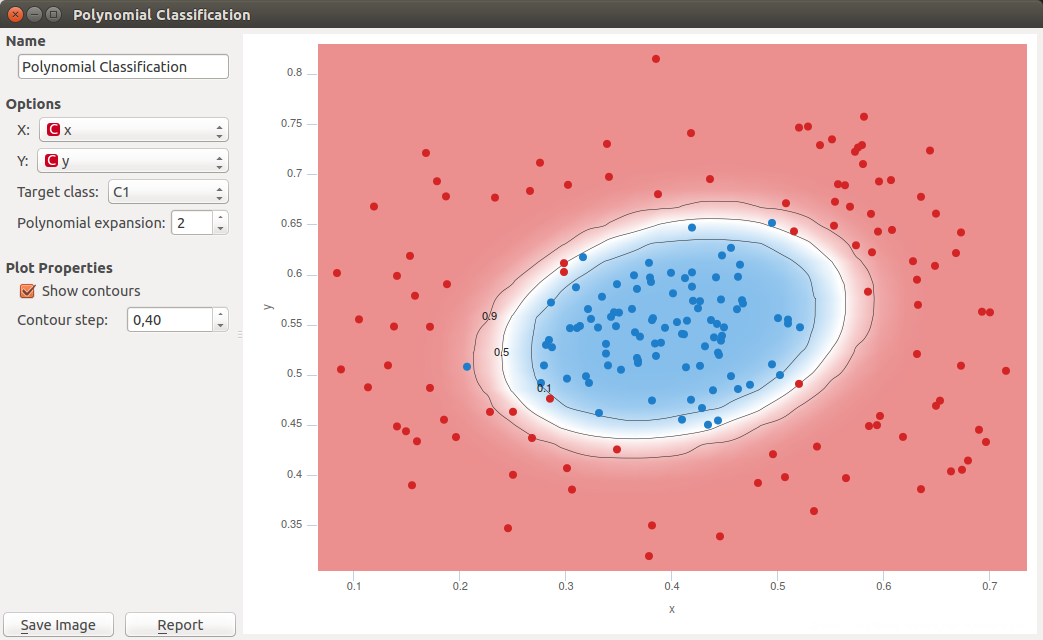 Polynomial Classification
Name
Polynomial Classification
Options
X: C x
Y: C y
Target class: C1
Polynomial expansion: 2
Plot Properties
Show contours
Contour step: 0,40
Save Image
Report
0.8
0.75
0.7
0.65
0.6
0.55
0.5
0.45
0.4
0.35
y
0.9
0.5
0.1
0.1
0.2
0.3
0.4
0.5
0.6
0.7
x